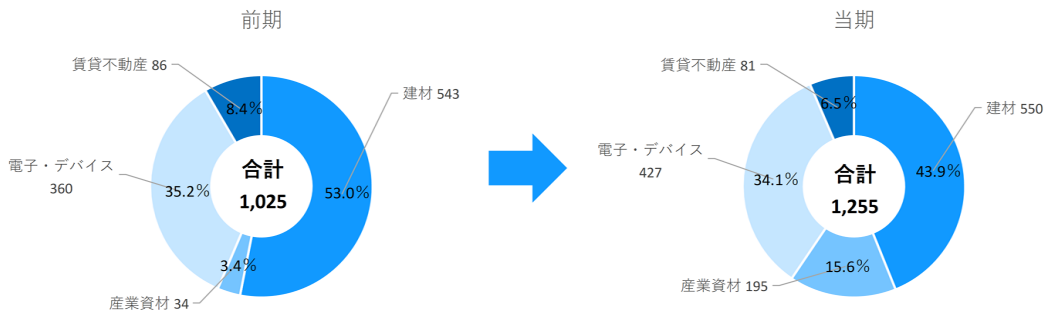 前期
賃貸不動産 86
建材 543
8.4%
電子・デバイス
360
35.2%
合計
1,025
53.0%
3.4%
産業資材 34
当期
賃貸不動産 81
建材 550
6.5%
電子・デバイス
427
34.1%
合計
1,255
43.9%
15.6%
産業資材 195